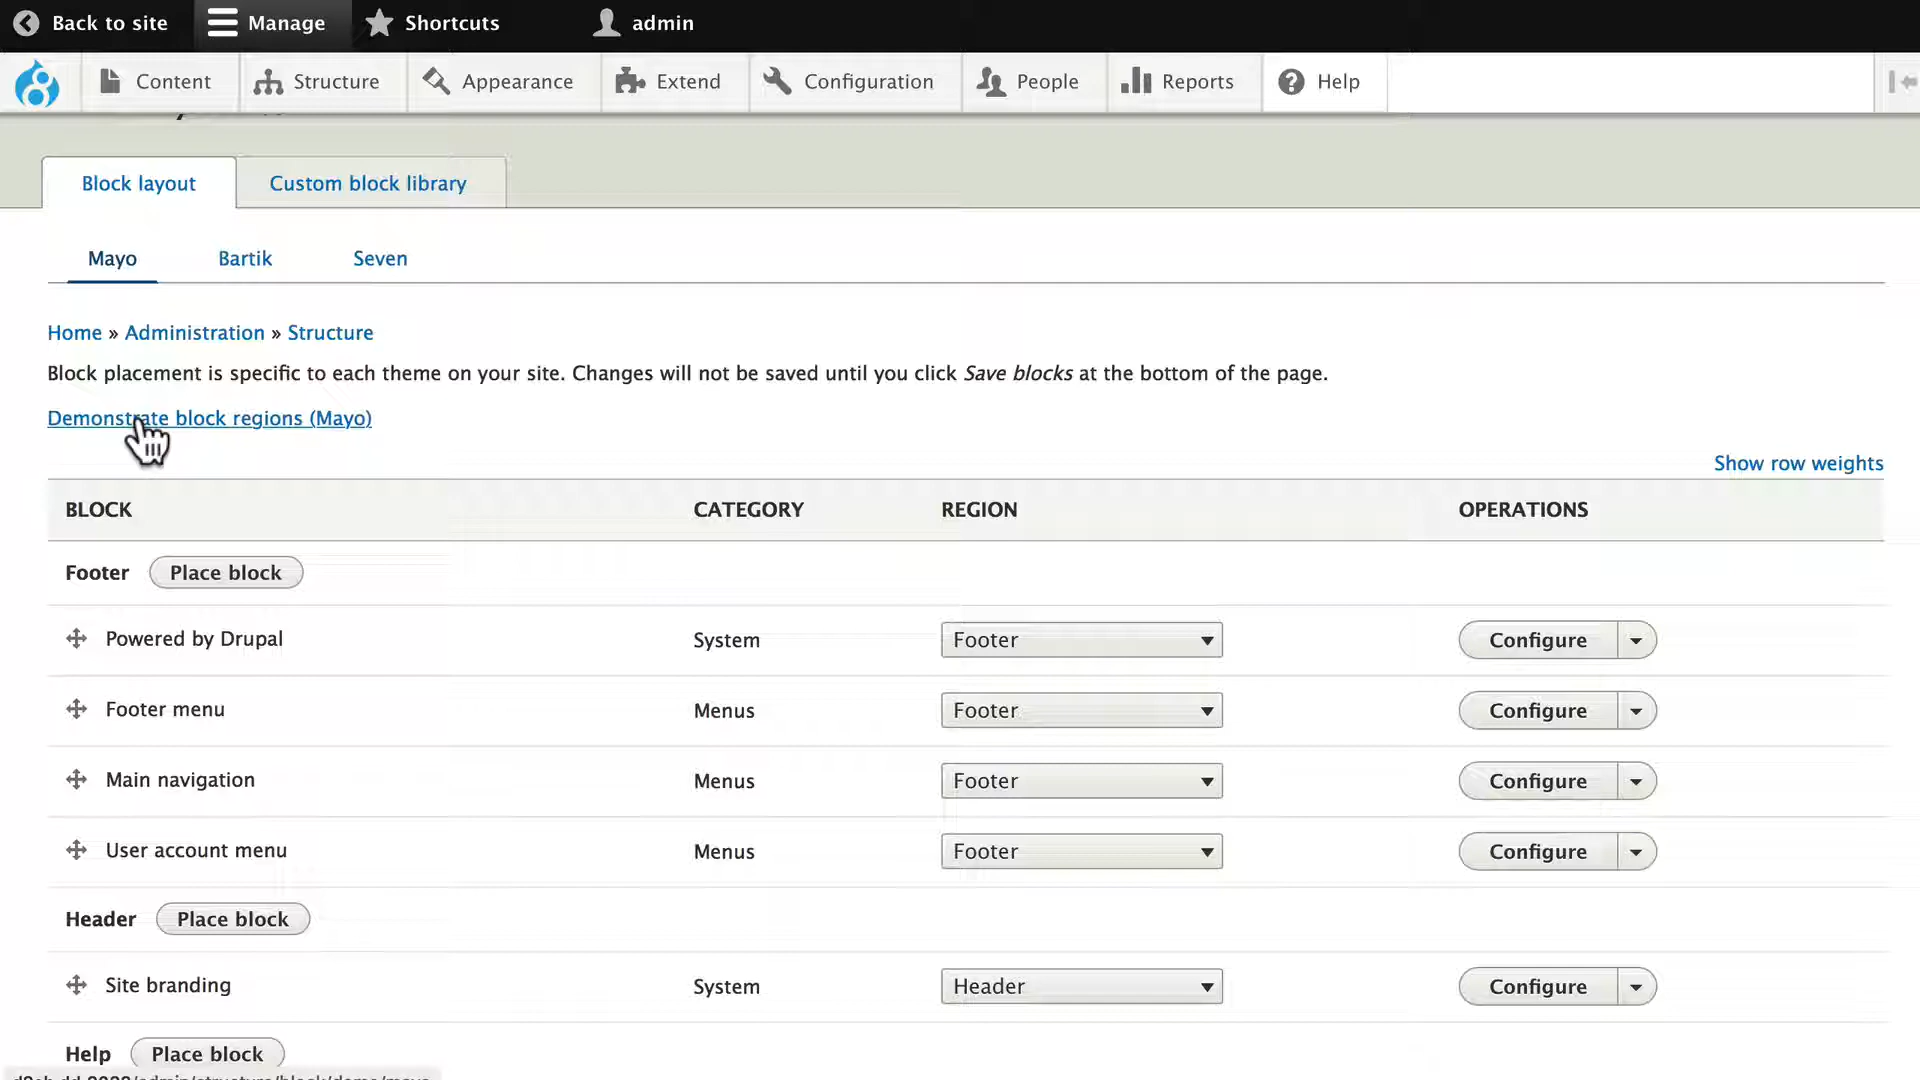 Back to site Manage Shortcuts admin
Content Structure Appearance Extend Configuration People Reports Help
Block layout Custom block library
Mayo Bartik Seven
Home » Administration » Structure
Block placement is specific to each theme on your site. Changes will not be saved until you click Save blocks at the bottom of the page.
Demonstrate block regions (Mayo)
Show row weights
BLOCK CATEGORY REGION OPERATIONS
Footer Place block
Powered by Drupal System Footer Configure
Footer menu Menus Footer Configure
Main navigation Menus Footer Configure
User account menu Menus Footer Configure
Header Place block
Site branding System Header Configure
Help Place block